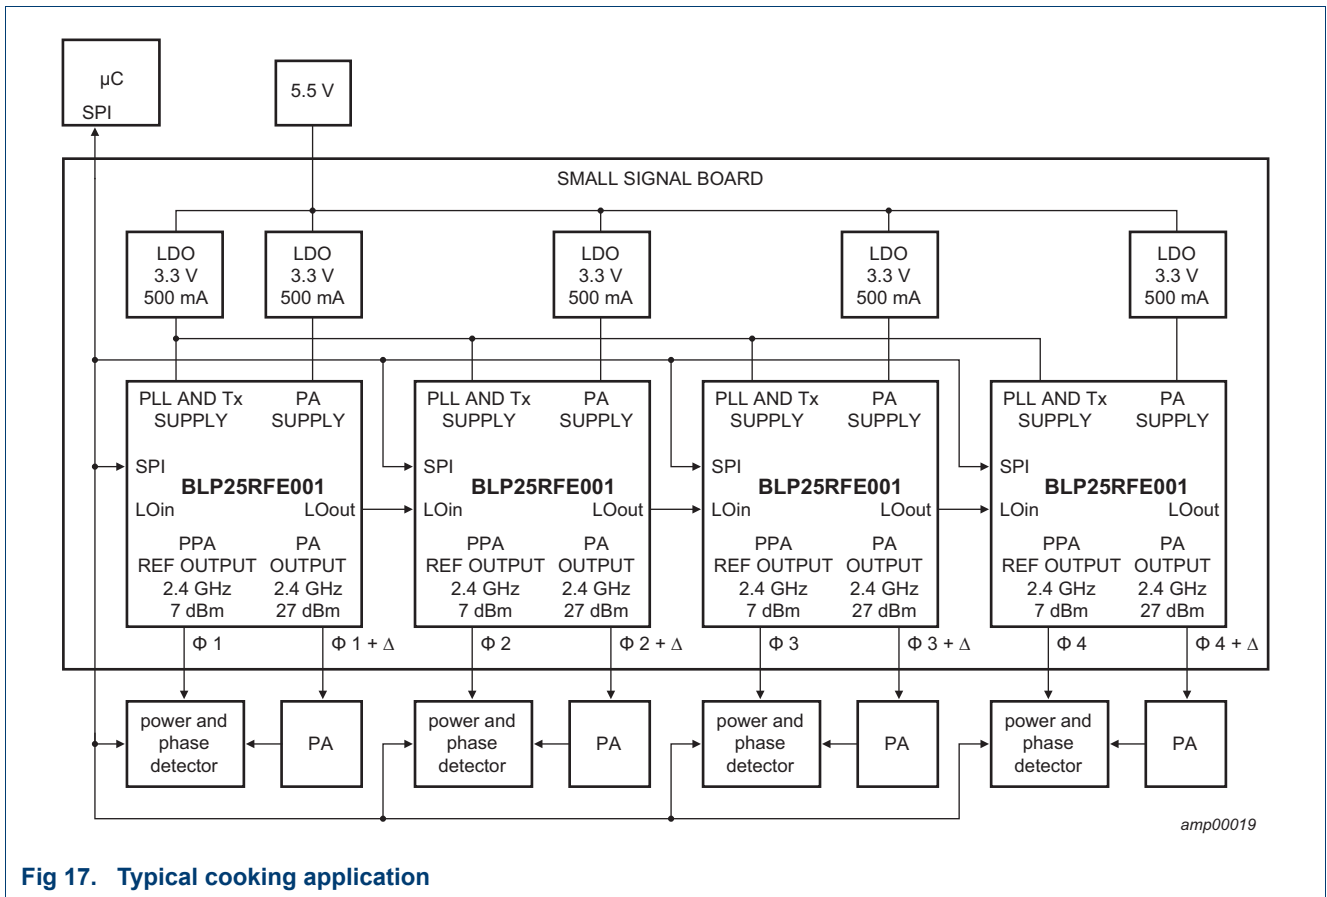 µC
SPI
5.5 V
SMALL SIGNAL BOARD
LDO
3.3 V
500 mA
LDO
3.3 V
500 mA
LDO
3.3 V
500 mA
LDO
3.3 V
500 mA
LDO
3.3 V
500 mA
PLL AND Tx
SUPPLY
PA
SUPPLY
SPI
BLP25RFE001
LOin
LOout
PPA
REF OUTPUT
2.4 GHz
7 dBm
PA
OUTPUT
2.4 GHz
27 dBm
PLL AND Tx
SUPPLY
PA
SUPPLY
SPI
BLP25RFE001
LOin
LOout
PPA
REF OUTPUT
2.4 GHz
7 dBm
PA
OUTPUT
2.4 GHz
27 dBm
PLL AND Tx
SUPPLY
PA
SUPPLY
SPI
BLP25RFE001
LOin
LOout
PPA
REF OUTPUT
2.4 GHz
7 dBm
PA
OUTPUT
2.4 GHz
27 dBm
PLL AND Tx
SUPPLY
PA
SUPPLY
SPI
BLP25RFE001
LOin
LOout
PPA
REF OUTPUT
2.4 GHz
7 dBm
PA
OUTPUT
2.4 GHz
27 dBm
Φ 1
Φ 1 + Δ
Φ 2
Φ 2 + Δ
Φ 3
Φ 3 + Δ
Φ 4
Φ 4 + Δ
power and
phase
detector
PA
power and
phase
detector
PA
power and
phase
detector
PA
power and
phase
detector
PA
amp00019
Fig 17. Typical cooking application